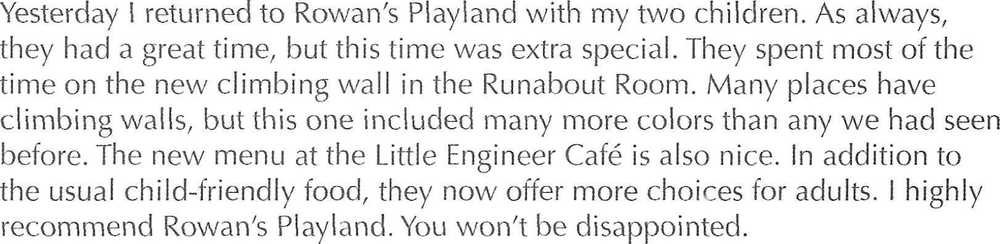 Yesterday I returned to Rowan's Playland with my two children. As always,
they had a great time, but this time was extra special. They spent most of the
time on the new climbing wall in the Runabout Room. Many places have
climbing walls, but this one included many more colors than any we had seen
before. The new menu at the Little Engineer Café is also nice. In addition to
the usual child-friendly food, they now offer more choices for adults. I highly
recommend Rowan's Playland. You won't be disappointed.